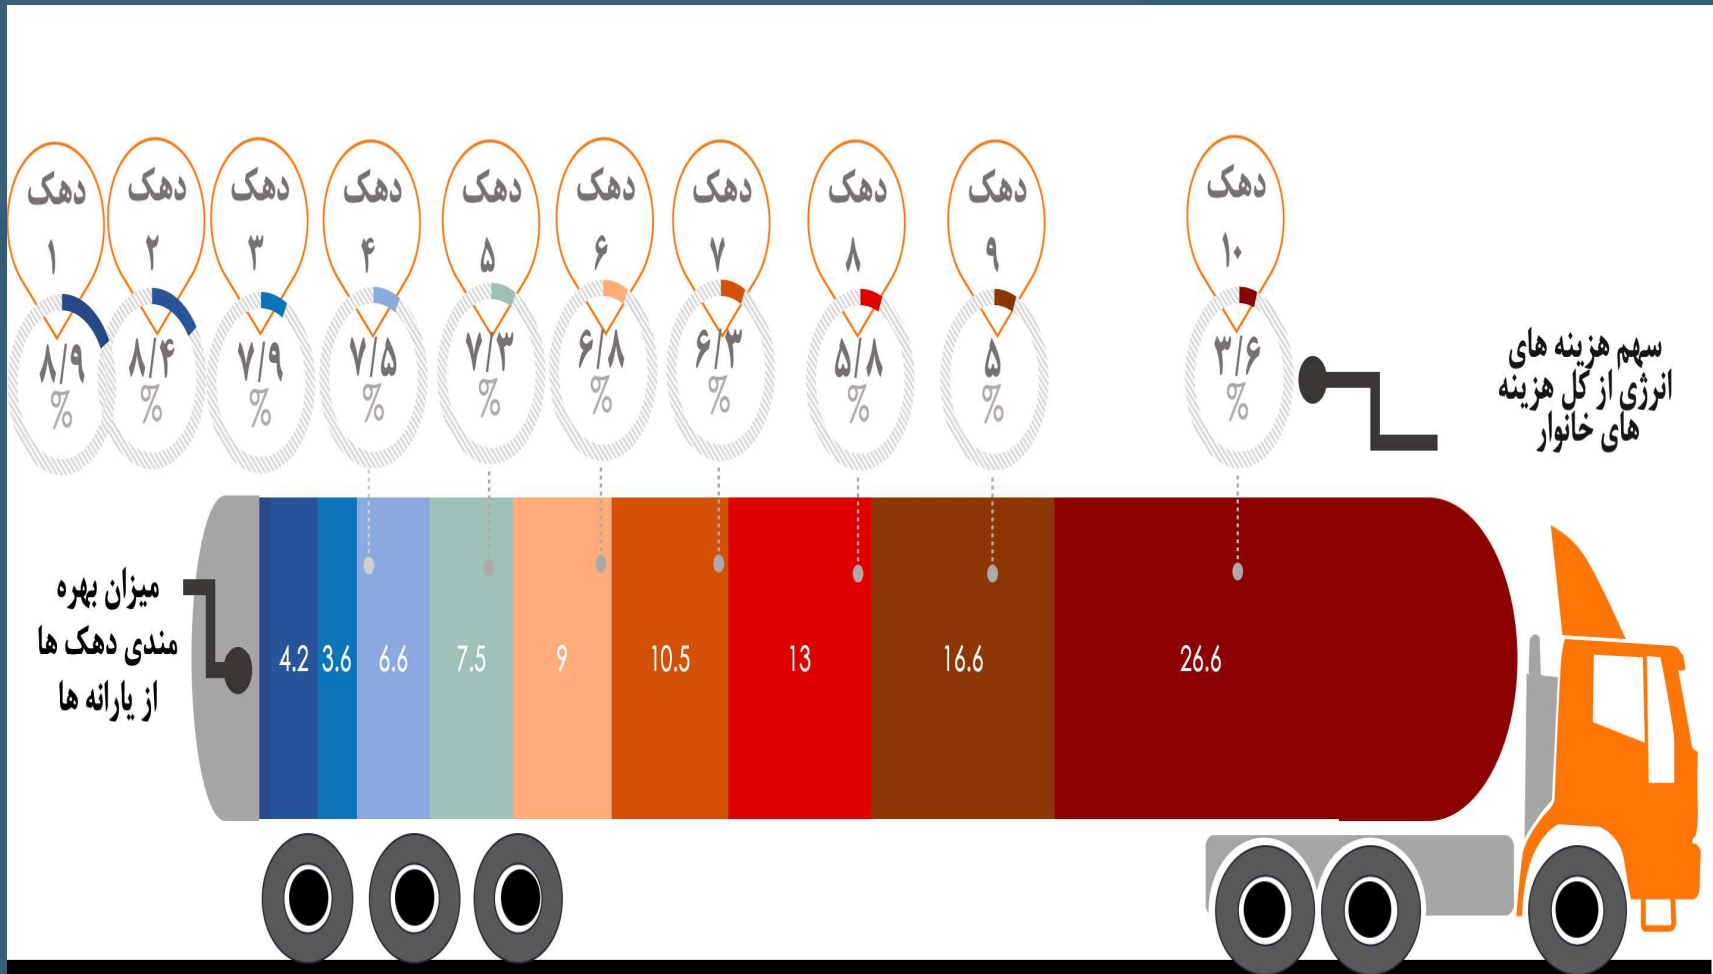 دهک
۱
دهک
۲
دهک
۳
دهک
۴
دهک
۵
دهک
۶
دهک
۷
دهک
۸
دهک
۹
دهک
۱۰
۸/۹
%
۸/۴
%
۷/۹
%
۷/۵
%
۷/۳
%
۶/۸
%
۶/۳
%
۵/۸
%
۵
%
۳/۶
%
سهم هزینه های
انرژی از کل هزینه
های خانوار
میزان بهره
مندی دهک ها
از یارانه ها
4.2
3.6
6.6
7.5
9
10.5
13
16.6
26.6